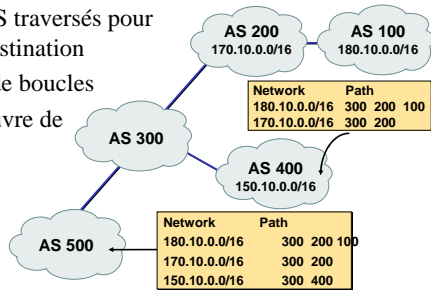 S traversés pour
stination
de boucles
uvre de
AS 200
170.10.0.0/16
AS 100
180.10.0.0/16
Network Path
180.10.0.0/16 300 200 100
170.10.0.0/16 300 200
AS 300
AS 400
150.10.0.0/16
AS 500
Network Path
180.10.0.0/16 300 200 100
170.10.0.0/16 300 200
150.10.0.0/16 300 400